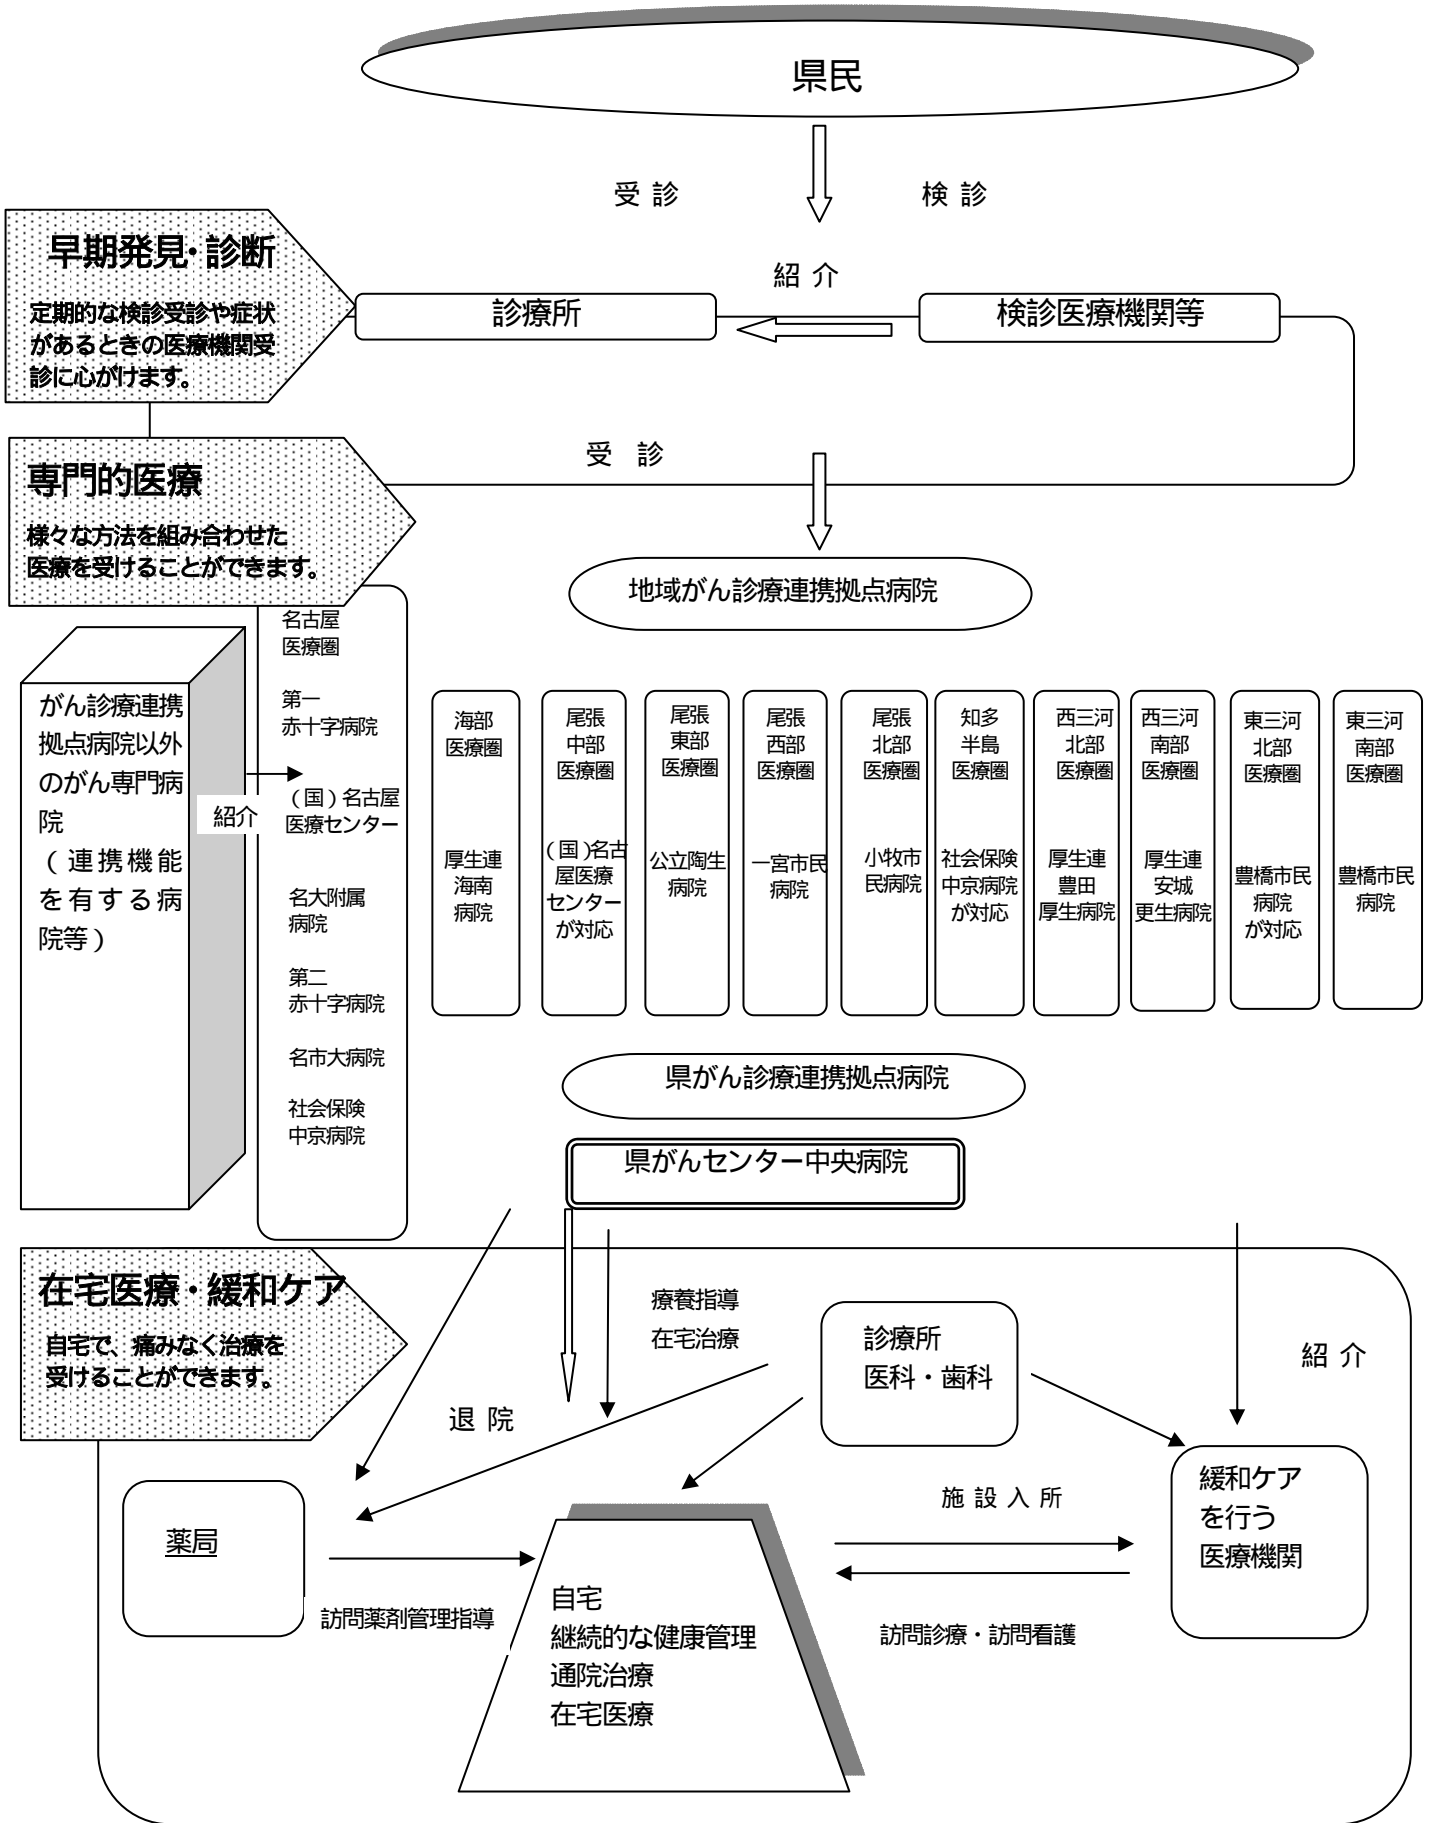 県民
受診
検診
早期発見・診断
定期的な検診受診や症状
があるときの医療機関受
診に心がけます。
紹介
診療所
検診医療機関等
専門的医療
様々な方法を組み合わせた
医療を受けることができます。
受 診
地域がん診療連携拠点病院
がん診療連携
拠点病院以外
のがん専門病
院
(連携機能
を有する病
院等)
紹介
名古屋
医療圏
第一
赤十字病院
(国)名古屋
医療センター
名大附属
病院
第二
赤十字病院
名市大病院
社会保険
中京病院
海部
医療圏
厚生連
海南
病院
尾張
中部
医療圏
(国)名古
屋医療
センター
が対応
尾張
東部
医療圏
公立陶生
病院
尾張
西部
医療圏
一宮市民
病院
尾張
北部
医療圏
小牧市
民病院
知多
半島
医療圏
社会保険
中京病院
が対応
西三河
北部
医療圏
厚生連
豊田
厚生病院
西三河
南部
医療圏
厚生連
安城
更生病院
東三河
北部
医療圏
豊橋市民
病院
が対応
東三河
南部
医療圏
豊橋市民
病院
県がん診療連携拠点病院
県がんセンター中央病院
在宅医療・緩和ケア
自宅で、痛みなく治療を
受けることができます。
療養指導
在宅治療
診療所
医科・歯科
紹介
退院
薬局
訪問薬剤管理指導
施設入所
緩和ケア
を行う
医療機関
自宅
継続的な健康管理
通院治療
在宅医療
訪問診療・訪問看護